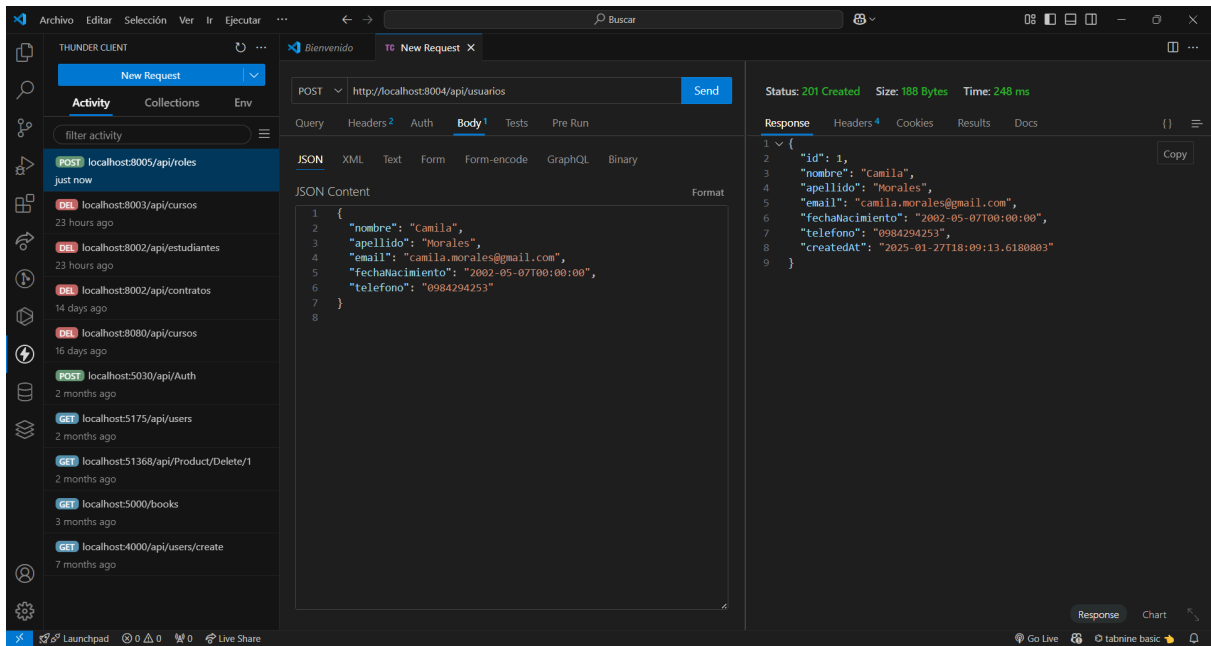 Archivo Editar Selección Ver Ir Ejecutar ··· Buscar
THUNDER CLIENT
New Request
Activity Collections Env
filter activity
POST localhost:8005/api/roles
just now
DEL localhost:8003/api/cursos
23 hours ago
DEL localhost:8002/api/estudiantes
23 hours ago
DEL localhost:8002/api/contratos
14 days ago
DEL localhost:8080/api/cursos
16 days ago
POST localhost:5030/api/Auth
2 months ago
GET localhost:5175/api/users
2 months ago
GET localhost:51368/api/Product/Delete/1
2 months ago
GET localhost:5000/books
3 months ago
GET localhost:4000/api/users/create
7 months ago
Bienvenido TC New Request
POST http://localhost:8004/api/usuarios Send
Query Headers 2 Auth Body 1 Tests Pre Run
JSON XML Text Form Form-encode GraphQL Binary
JSON Content Format
1 {
2 "nombre": "Camila",
3 "apellido": "Morales",
4 "email": "camila.morales@gmail.com",
5 "fechaNacimiento": "2002-05-07T00:00:00",
6 "telefono": "0984294253"
7 }
8
Status: 201 Created Size: 188 Bytes Time: 248 ms
Response Headers 4 Cookies Results Docs { }
Copy
1 {
2 "id": 1,
3 "nombre": "Camila",
4 "apellido": "Morales",
5 "email": "camila.morales@gmail.com",
6 "fechaNacimiento": "2002-05-07T00:00:00",
7 "telefono": "0984294253",
8 "createdAt": "2025-01-27T18:09:13.6180803"
9 }
Response Chart
Launchpad 0 0 0 Live Share Go Live tabnine basic